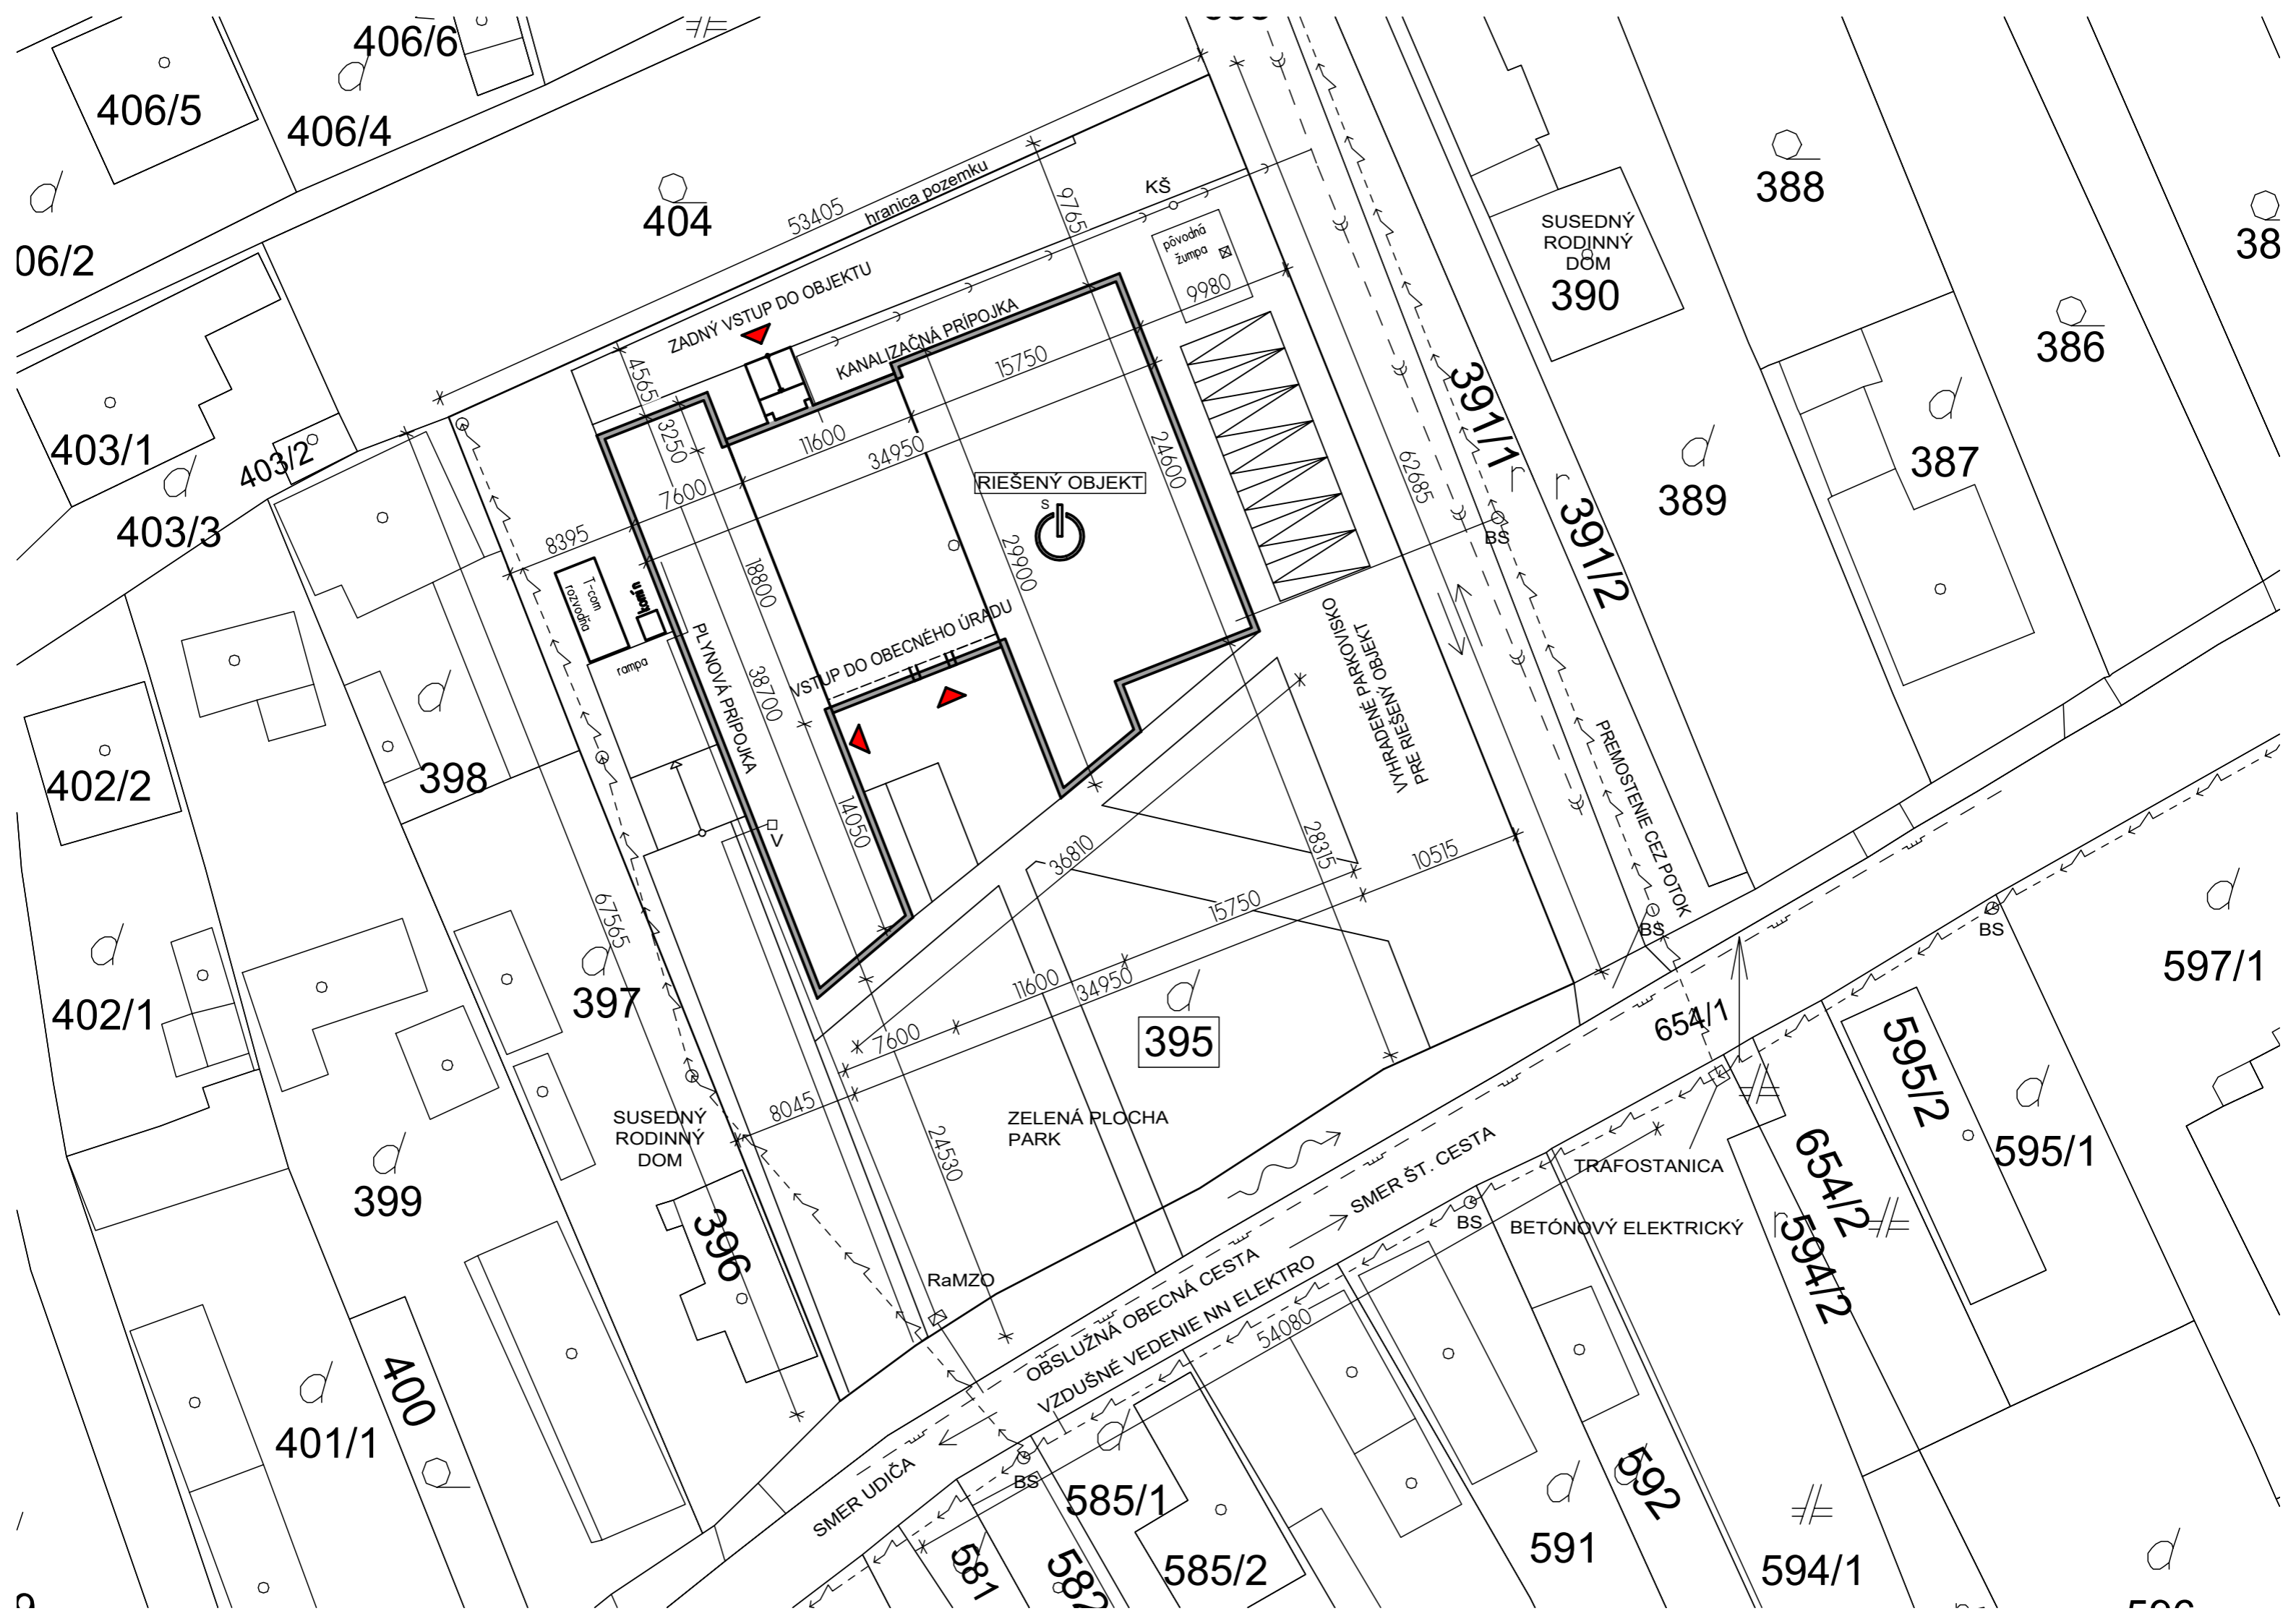 406/6
406/5
406/4
06/2
404
53405
hranica pozemku
9765
KŠ
pôvodná
žumpa
9980
SUSEDNÝ
RODINNÝ
DOM
390
388
38
386
387
389
391/1
391/2
ZADNÝ VSTUP DO OBJEKTU
KANALIZAČNÁ PRÍPOJKA
15750
4565
3250
11600
34950
7600
8395
403/1
403/2
403/3
RIEŠENÝ OBJEKT
S
24600
62685
BS
T-com
rozvodňa
komín
rampa
18800
29900
38700
14050
PLYNOVÁ PRÍPOJKA
VSTUP DO OBECNÉHO ÚRADU
VYHRADENÉ PARKOVISKO
PRE RIEŠENÝ OBJEKT
PREMOSTENIE CEZ POTOK
BS
BS
V
36810
28315
10515
15750
11600
34950
7600
8045
24530
67565
395
ZELENÁ PLOCHA
PARK
398
402/2
402/1
397
399
SUSEDNÝ
RODINNÝ
DOM
396
RaMZO
400
401/1
654/1
597/1
595/2
595/1
654/2
594/2
TRAFOSTANICA
BETÓNOVÝ ELEKTRICKÝ
BS
SMER ŠT. CESTA
OBSLUŽNÁ OBECNÁ CESTA
VZDUŠNÉ VEDENIE NN ELEKTRO
54080
SMER UDIČA
BS
585/1
585/2
581
582
591
592
594/1